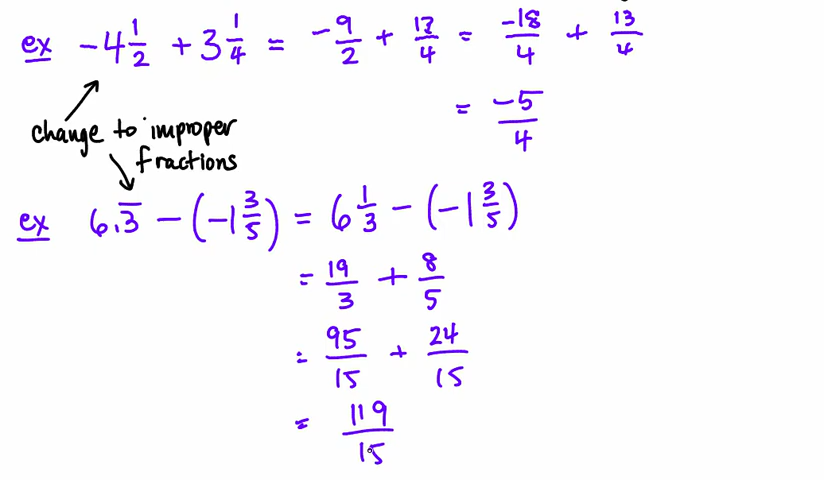 ex -4 1/2 + 3 1/4 = -9/2 + 13/4 = -18/4 + 13/4
= -5/4
change to improper
fractions
ex 6.3̅ - (-1 3/5) = 6 1/3 - (-1 3/5)
= 19/3 + 8/5
= 95/15 + 24/15
= 119/15